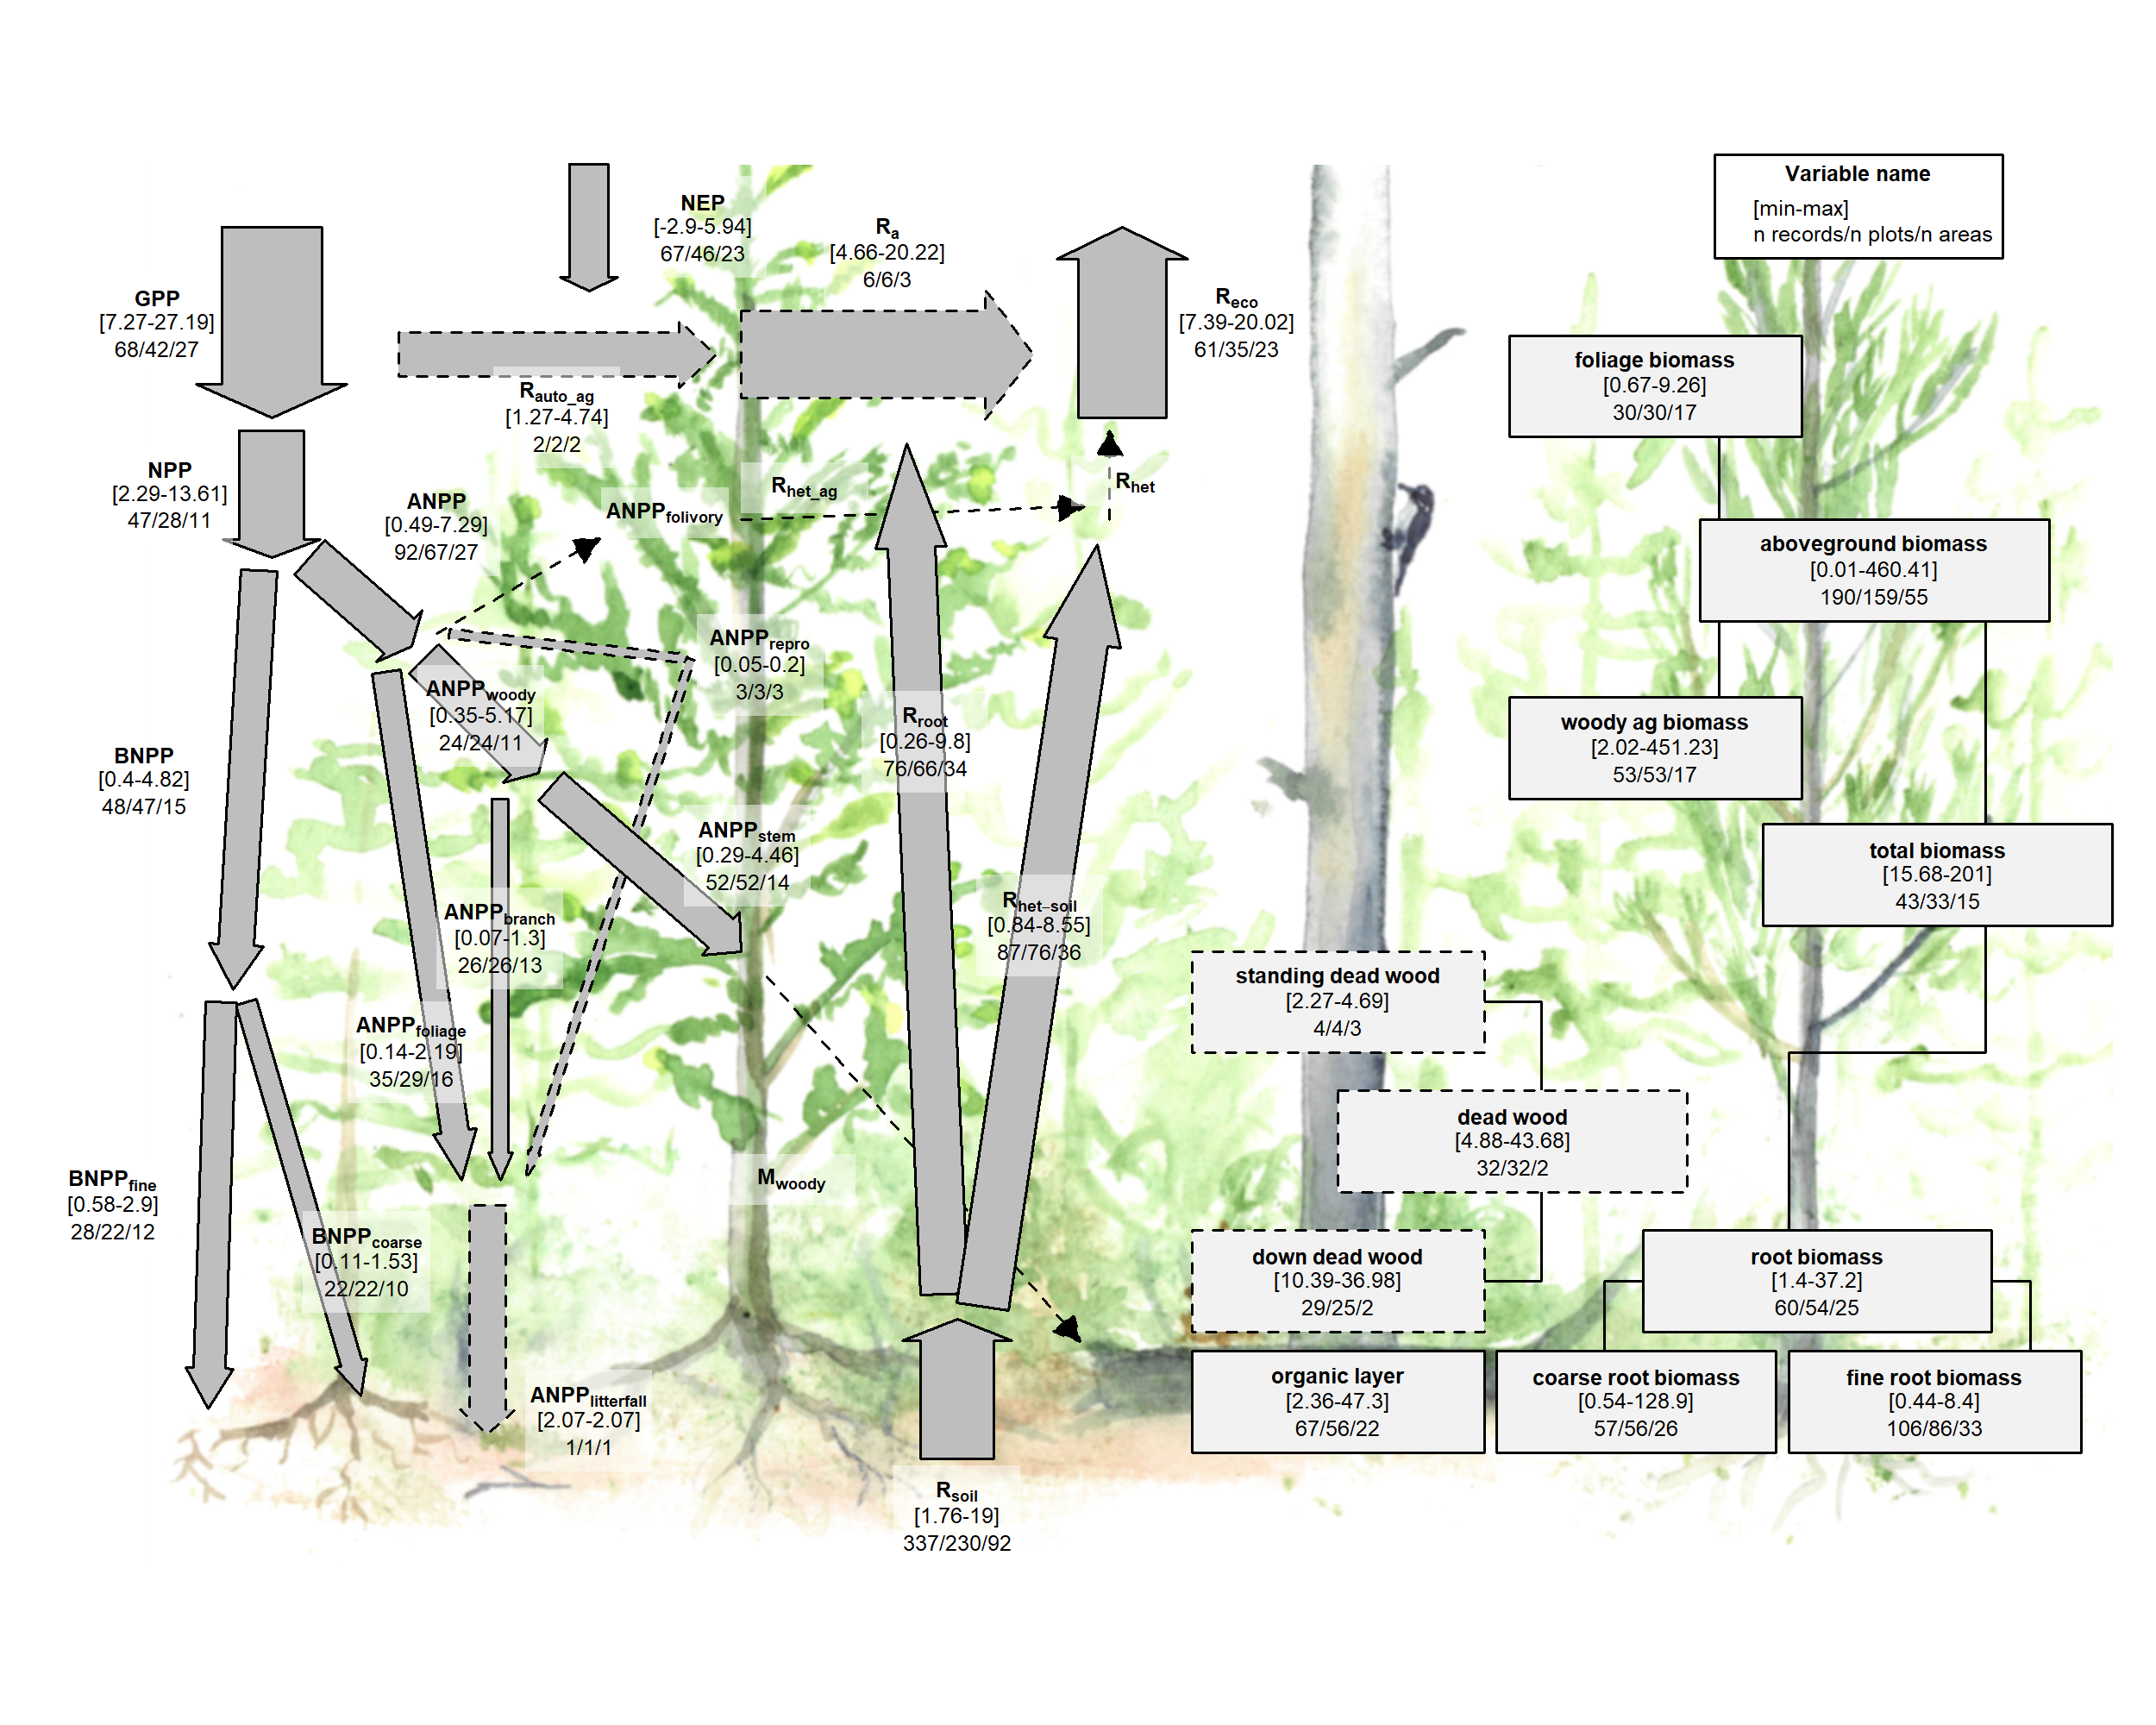 Variable name
[min-max]
n records/n plots/n areas
NEP
[-2.9-5.94]
67/46/23
Ra
[4.66-20.22]
6/6/3
GPP
[7.27-27.19]
68/42/27
Reco
[7.39-20.02]
61/35/23
Rauto_ag
[1.27-4.74]
2/2/2
NPP
[2.29-13.61]
47/28/11
ANPP
[0.49-7.29]
92/67/27
ANPPfolivory
Rhet_ag
Rhet
ANPPrepro
[0.05-0.2]
3/3/3
ANPPwoody
[0.35-5.17]
24/24/11
Rroot
[0.26-9.8]
76/66/34
BNPP
[0.4-4.82]
48/47/15
ANPPstem
[0.29-4.46]
52/52/14
ANPPbranch
[0.07-1.3]
26/26/13
Rhet-soil
[0.84-8.55]
87/76/36
ANPPfoliage
[0.14-2.19]
35/29/16
Mwoody
BNPPfine
[0.58-2.9]
28/22/12
BNPPcoarse
[0.11-1.53]
22/22/10
ANPPlitterfall
[2.07-2.07]
1/1/1
Rsoil
[1.76-19]
337/230/92
foliage biomass
[0.67-9.26]
30/30/17
aboveground biomass
[0.01-460.41]
190/159/55
woody ag biomass
[2.02-451.23]
53/53/17
total biomass
[15.68-201]
43/33/15
standing dead wood
[2.27-4.69]
4/4/3
dead wood
[4.88-43.68]
32/32/2
down dead wood
[10.39-36.98]
29/25/2
root biomass
[1.4-37.2]
60/54/25
organic layer
[2.36-47.3]
67/56/22
coarse root biomass
[0.54-128.9]
57/56/26
fine root biomass
[0.44-8.4]
106/86/33